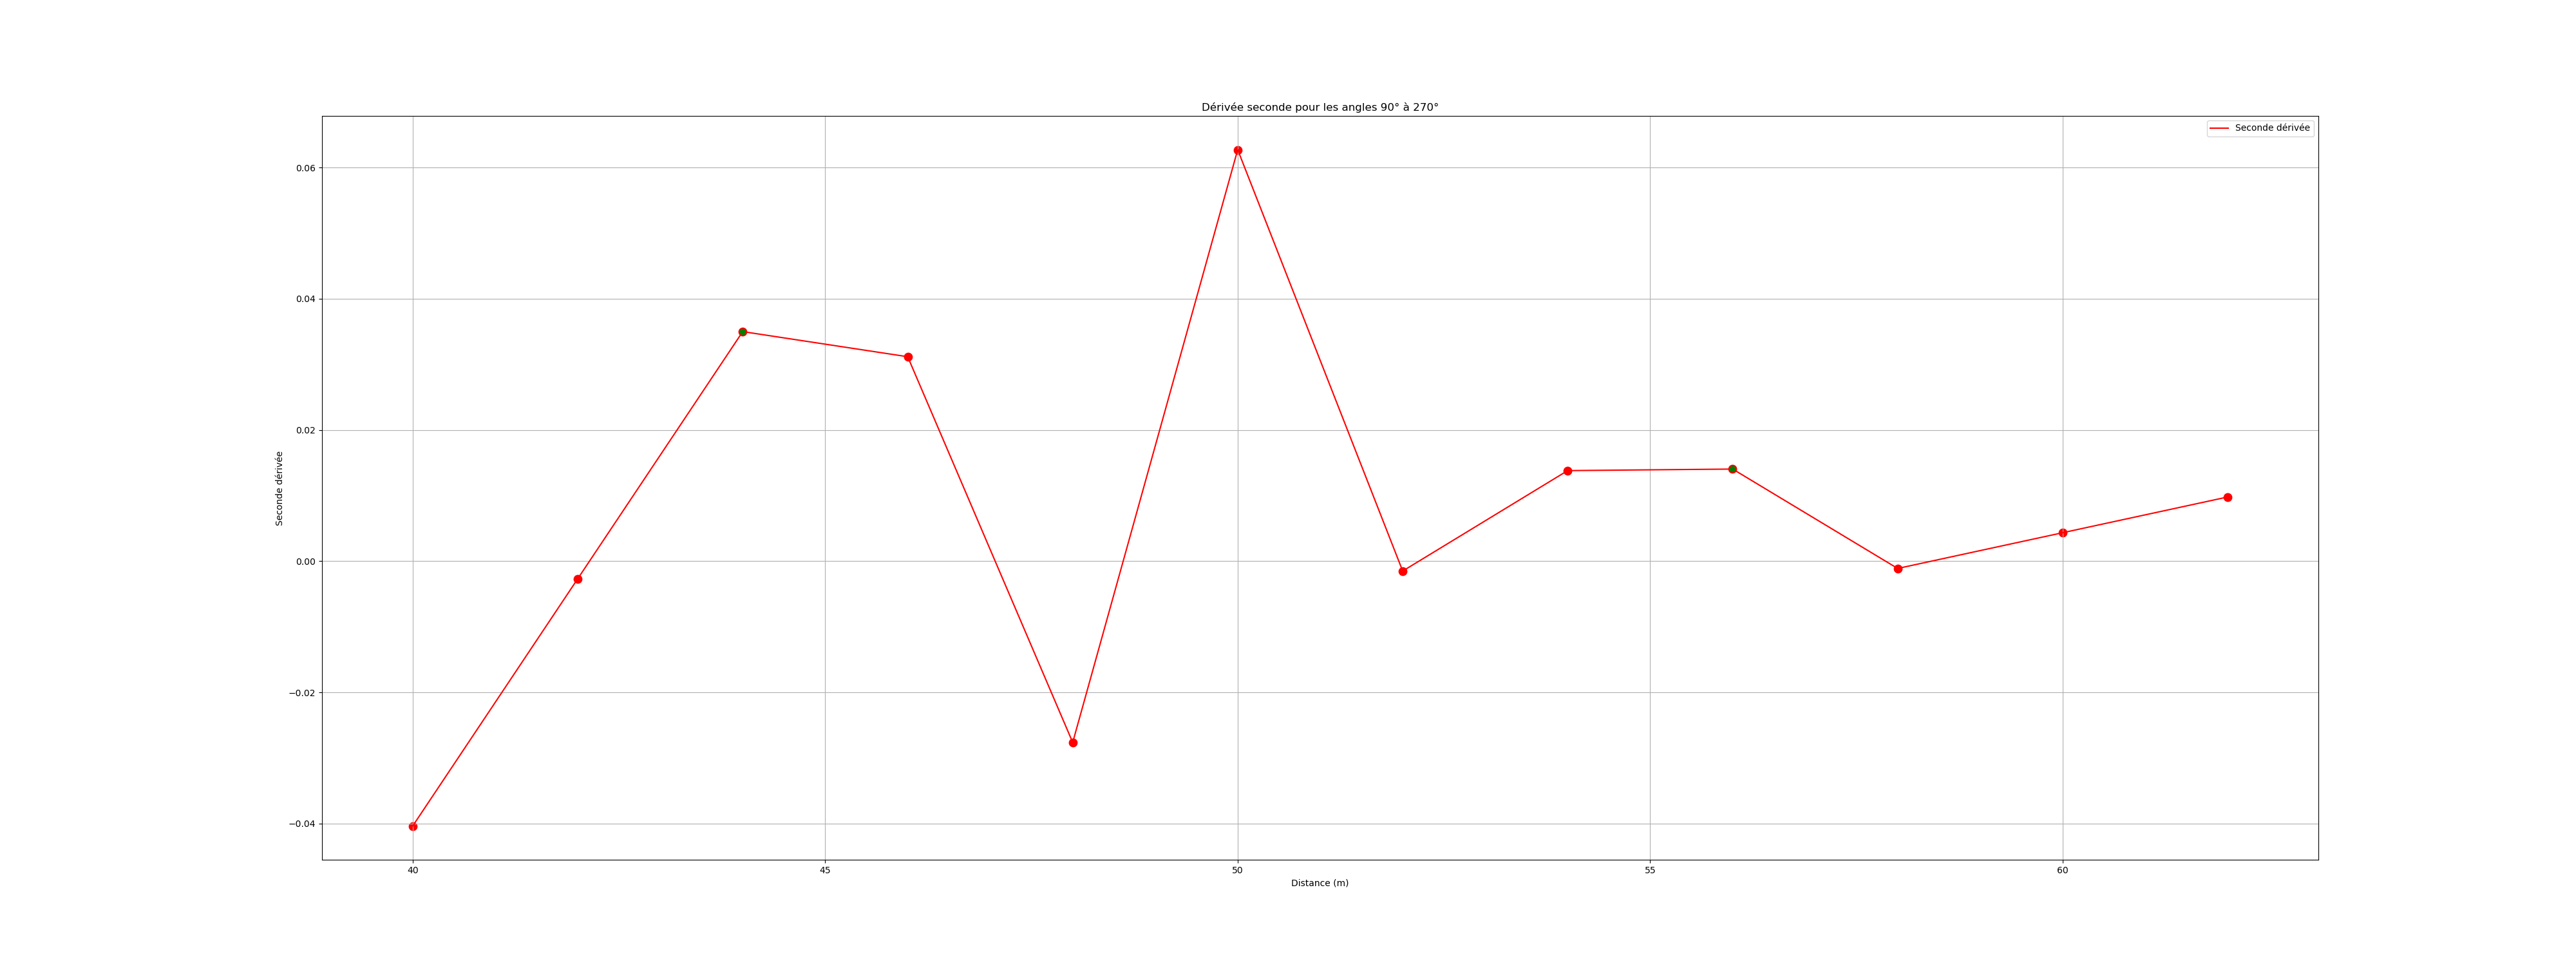 Dérivée seconde pour les angles 90° à 270°
Seconde dérivée
0.06
0.04
0.02
0.00
−0.02
−0.04
Seconde dérivée
40
45
50
55
60
Distance (m)